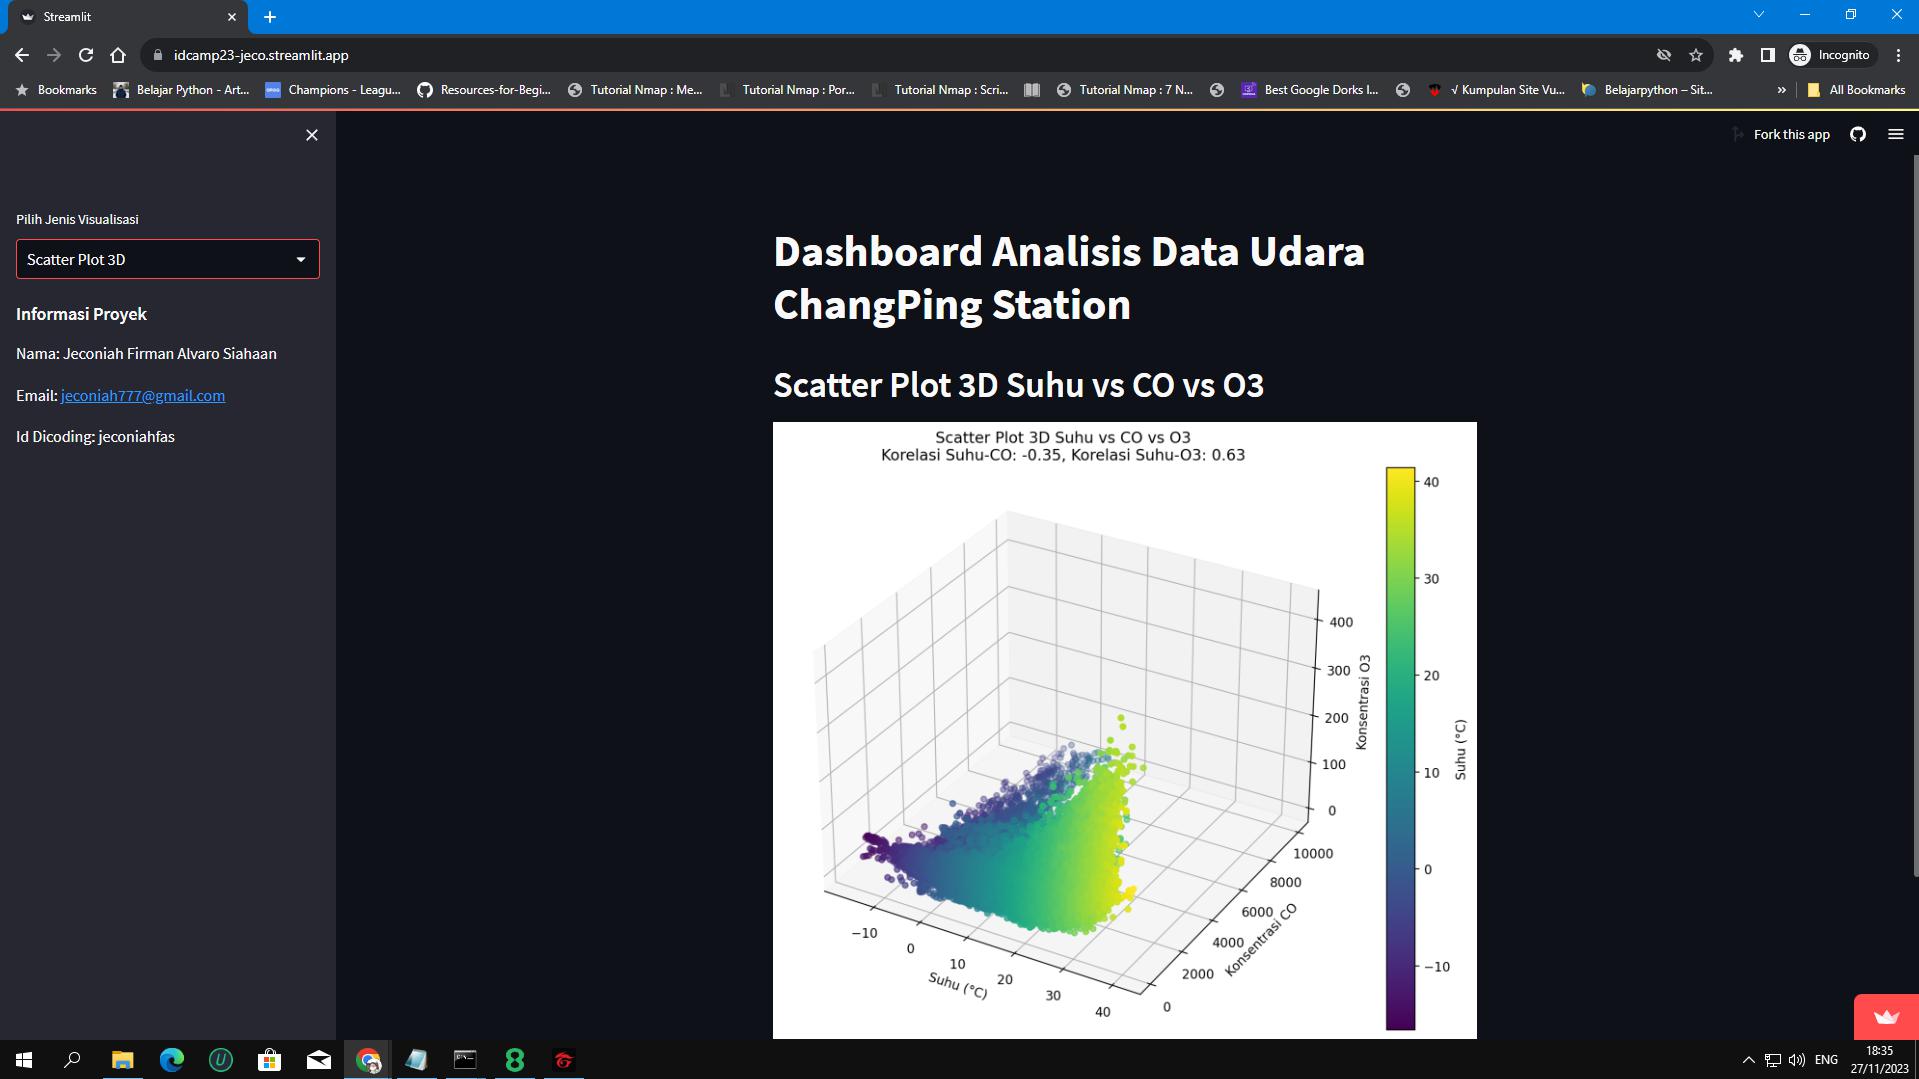 Streamlit
idcamp23-jeco.streamlit.app
Incognito
Bookmarks
Belajar Python - Art...
Champions - Leagu...
Resources-for-Begi...
Tutorial Nmap : Me...
Tutorial Nmap : Por...
Tutorial Nmap : Scri...
Tutorial Nmap : 7 N...
Best Google Dorks I...
√ Kumpulan Site Vu...
Belajarpython – Sit...
All Bookmarks
Fork this app
Pilih Jenis Visualisasi
Scatter Plot 3D
Informasi Proyek
Nama: Jeconiah Firman Alvaro Siahaan
Email: jeconiah777@gmail.com
Id Dicoding: jeconiahfas
Dashboard Analisis Data Udara
ChangPing Station
Scatter Plot 3D Suhu vs CO vs O3
Scatter Plot 3D Suhu vs CO vs O3
Korelasi Suhu-CO: -0.35, Korelasi Suhu-O3: 0.63
400
300
200
100
0
Konsentrasi O3
10000
8000
6000
4000
2000
0
Konsentrasi CO
−10
0
10
20
30
40
Suhu (°C)
40
30
20
10
0
−10
Suhu (°C)
ENG
18:35
27/11/2023